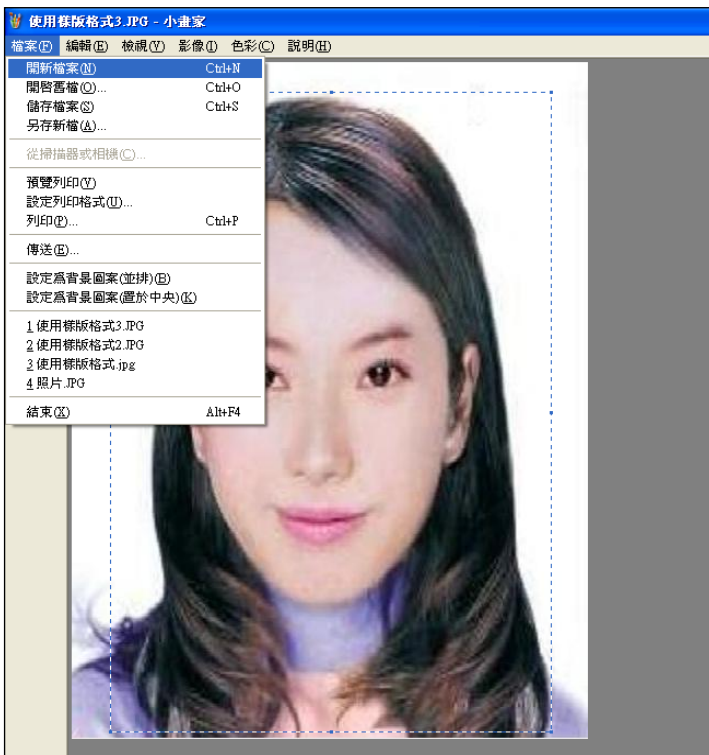 使用樣版格式3.JPG - 小畫家
檔案(F) 編輯(E) 檢視(V) 影像(I) 色彩(C) 說明(H)
開新檔案(N) Ctrl+N
開啓舊檔(O)... Ctrl+O
儲存檔案(S) Ctrl+S
另存新檔(A)...
從掃描器或相機(C)...
預覽列印(V)
設定列印格式(U)...
列印(P)... Ctrl+P
傳送(E)...
設定爲背景圖案(並排)(B)
設定爲背景圖案(置於中央)(K)
1 使用樣版格式3.JPG
2 使用樣版格式2.JPG
3 使用樣版格式.jpg
4 照片.JPG
結束(X) Alt+F4